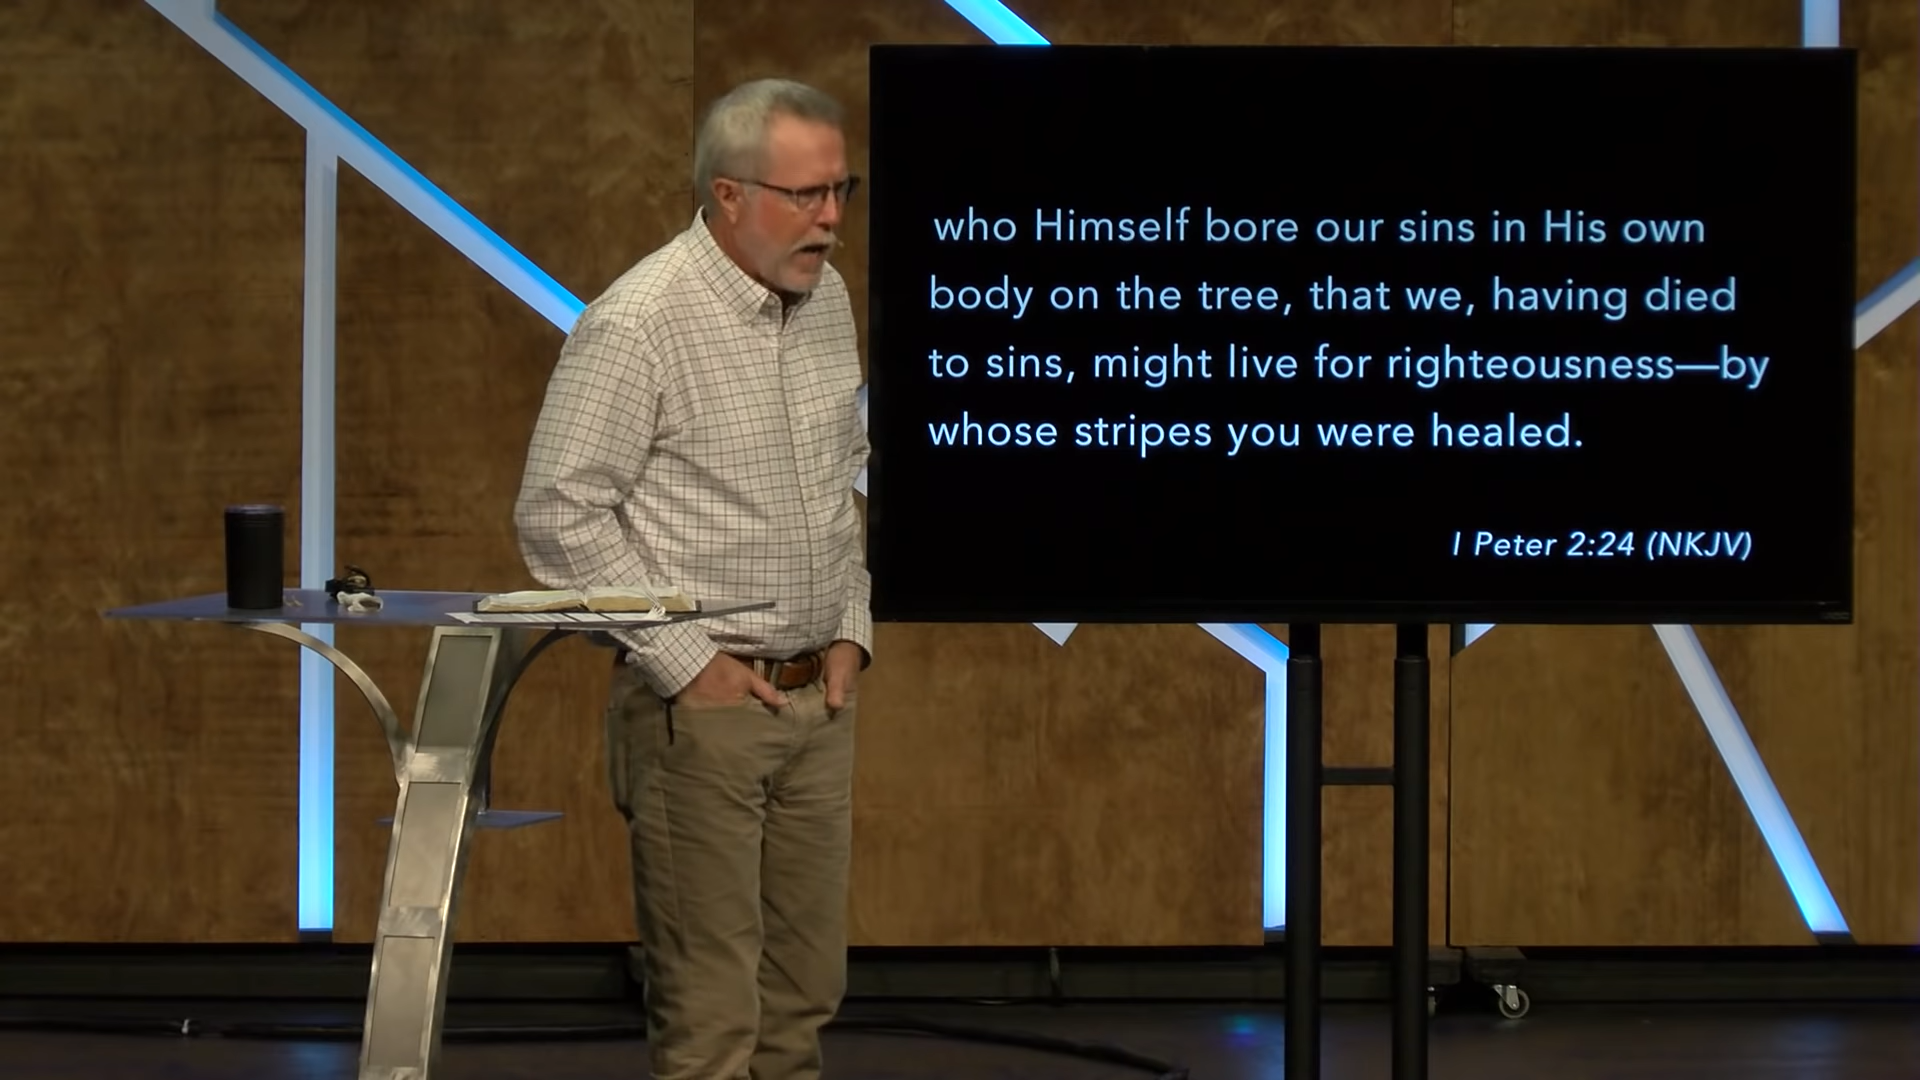 who Himself bore our sins in His own
body on the tree, that we, having died
to sins, might live for righteousness—by
whose stripes you were healed.
I Peter 2:24 (NKJV)